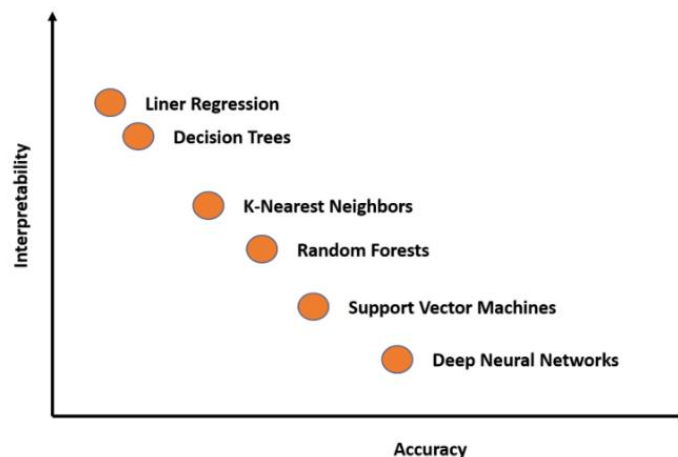 Interpretability
Liner Regression
Decision Trees
K-Nearest Neighbors
Random Forests
Support Vector Machines
Deep Neural Networks
Accuracy